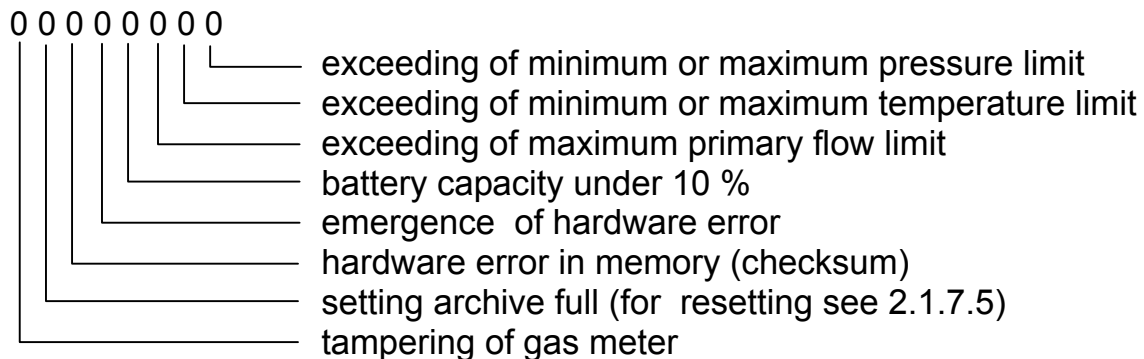 0 0 0 0 0 0 0 0
exceeding of minimum or maximum pressure limit
exceeding of minimum or maximum temperature limit
exceeding of maximum primary flow limit
battery capacity under 10 %
emergence of hardware error
hardware error in memory (checksum)
setting archive full (for resetting see 2.1.7.5)
tampering of gas meter